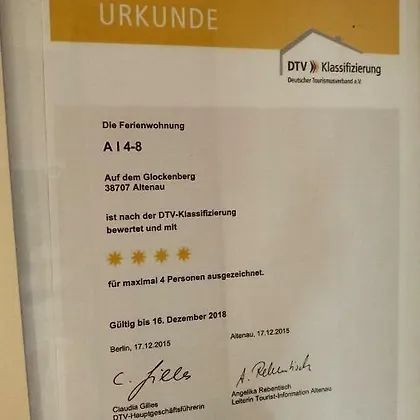 URKUNDE
DTV Klassifizierung
Deutscher Tourismusverband e.V.
Die Ferienwohnung
A I 4-8
Auf dem Glockenberg
38707 Altenau
ist nach der DTV-Klassifizierung
bewertet und mit
für maximal 4 Personen ausgezeichnet.
Gültig bis 16. Dezember 2018
Berlin, 17.12.2015
Altenau, 17.12.2015
C. Gilles
A. Rebentisch
Claudia Gilles
DTV-Hauptgeschäftsführerin
Angelika Rebentisch
Leiterin Tourist-Information Altenau